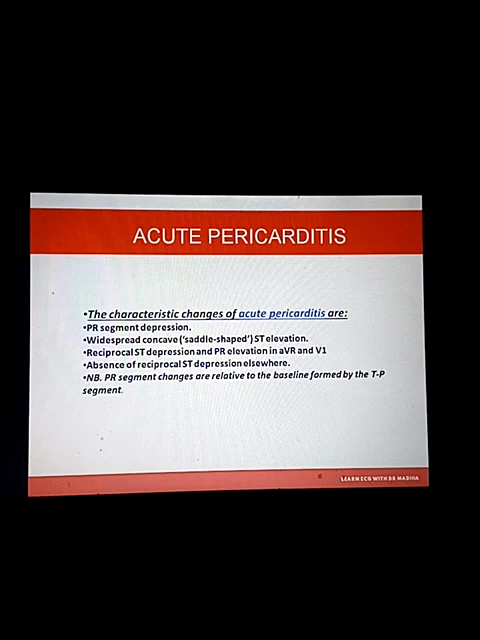 ACUTE PERICARDITIS
•The characteristic changes of acute pericarditis are:
•PR segment depression.
•Widespread concave (‘saddle-shaped’) ST elevation.
•Reciprocal ST depression and PR elevation in aVR and V1
•Absence of reciprocal ST depression elsewhere.
•NB. PR segment changes are relative to the baseline formed by the T-P
segment.
LEARN ECG WITH DR MADIHA